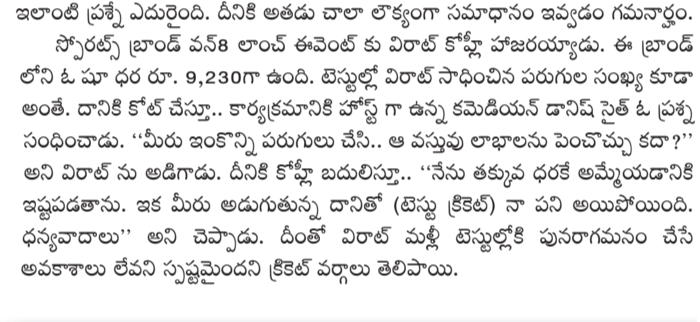 ఇలాంటి ప్రశ్నే ఎదురైంది. దీనికి అతడు చాలా లౌక్యంగా సమాధానం ఇవ్వడం గమనార్హం.
స్పోరట్స్ బ్రాండ్ వన్8 లాంచ్ ఈవెంట్ కు విరాట్ కోహ్లీ హాజరయ్యాడు. ఈ బ్రాండ్
లోని ఓ షూ ధర రూ. 9,230గా ఉంది. టెస్టుల్లో విరాట్ సాధించిన పరుగుల సంఖ్య కూడా
అంతే. దానికి కోట్ చేస్తూ.. కార్యక్రమానికి హోస్ట్ గా ఉన్న కమెడియన్ డానిష్ సైత్ ఓ ప్రశ్న
సంధించాడు. “మీరు ఇంకొన్ని పరుగులు చేసి.. ఆ వస్తువు లాభాలను పెంచొచ్చు కదా?”
అని విరాట్ ను అడిగాడు. దీనికి కోహ్లీ బదులిస్తూ.. “నేను తక్కువ ధరకే అమ్మేయడానికి
ఇష్టపడతాను. ఇక మీరు అడుగుతున్న దానితో (టెస్టు క్రికెట్) నా పని అయిపోయింది.
ధన్యవాదాలు” అని చెప్పాడు. దీంతో విరాట్ మళ్లీ టెస్టుల్లోకి పునరాగమనం చేసే
అవకాశాలు లేవని స్పష్టమైందని క్రికెట్ వర్గాలు తెలిపాయి.